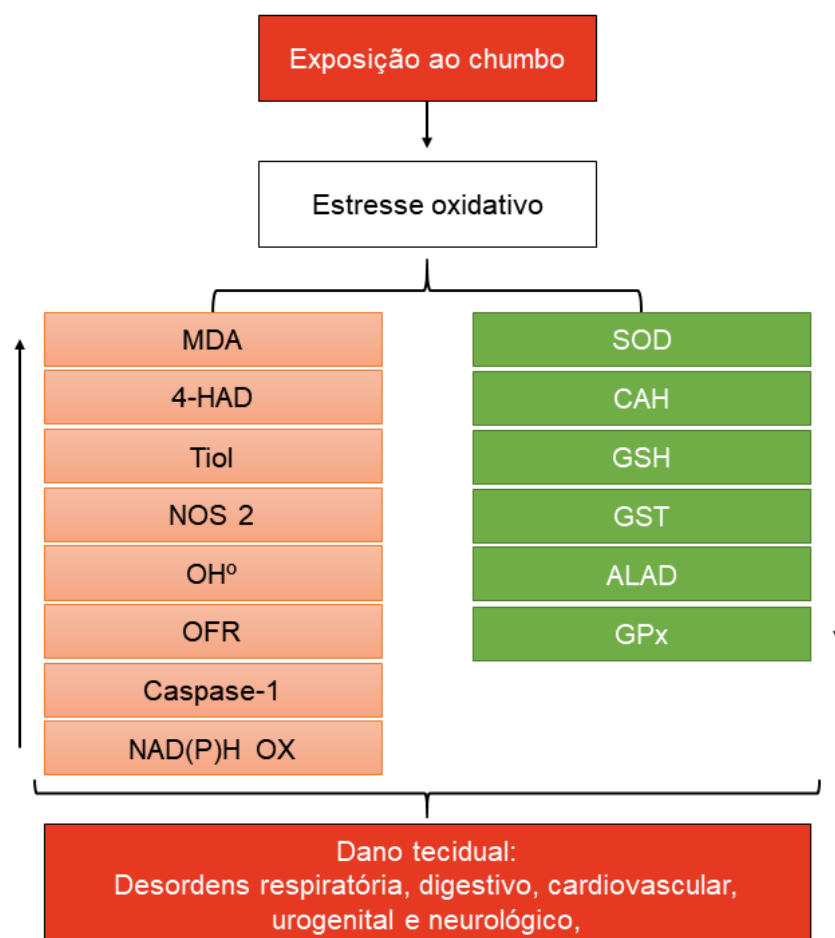 Exposição ao chumbo
Estresse oxidativo
MDA
4-HAD
Tiol
NOS 2
OHº
OFR
Caspase-1
NAD(P)H OX
SOD
CAH
GSH
GST
ALAD
GPx
Dano tecidual:
Desordens respiratória, digestivo, cardiovascular,
urogenital e neurológico,